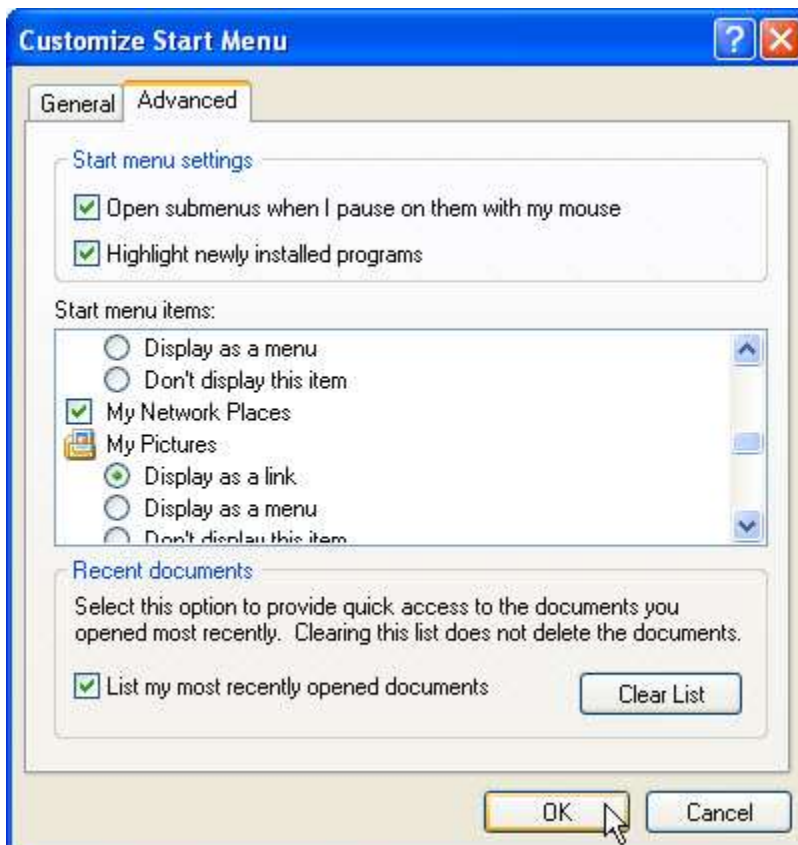 Customize Start Menu ?
General Advanced
Start menu settings
Open submenus when I pause on them with my mouse
Highlight newly installed programs
Start menu items:
Display as a menu
Don't display this item
My Network Places
My Pictures
Display as a link
Display as a menu
Don't display this item
Recent documents
Select this option to provide quick access to the documents you
opened most recently. Clearing this list does not delete the documents.
List my most recently opened documents Clear List
OK Cancel